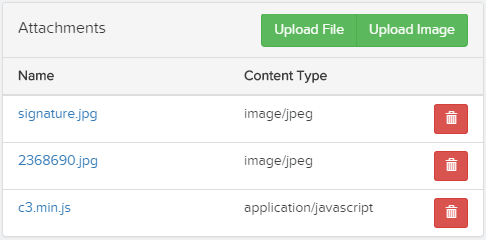 Attachments Upload File Upload Image
Name Content Type
signature.jpg image/jpeg
2368690.jpg image/jpeg
c3.min.js application/javascript